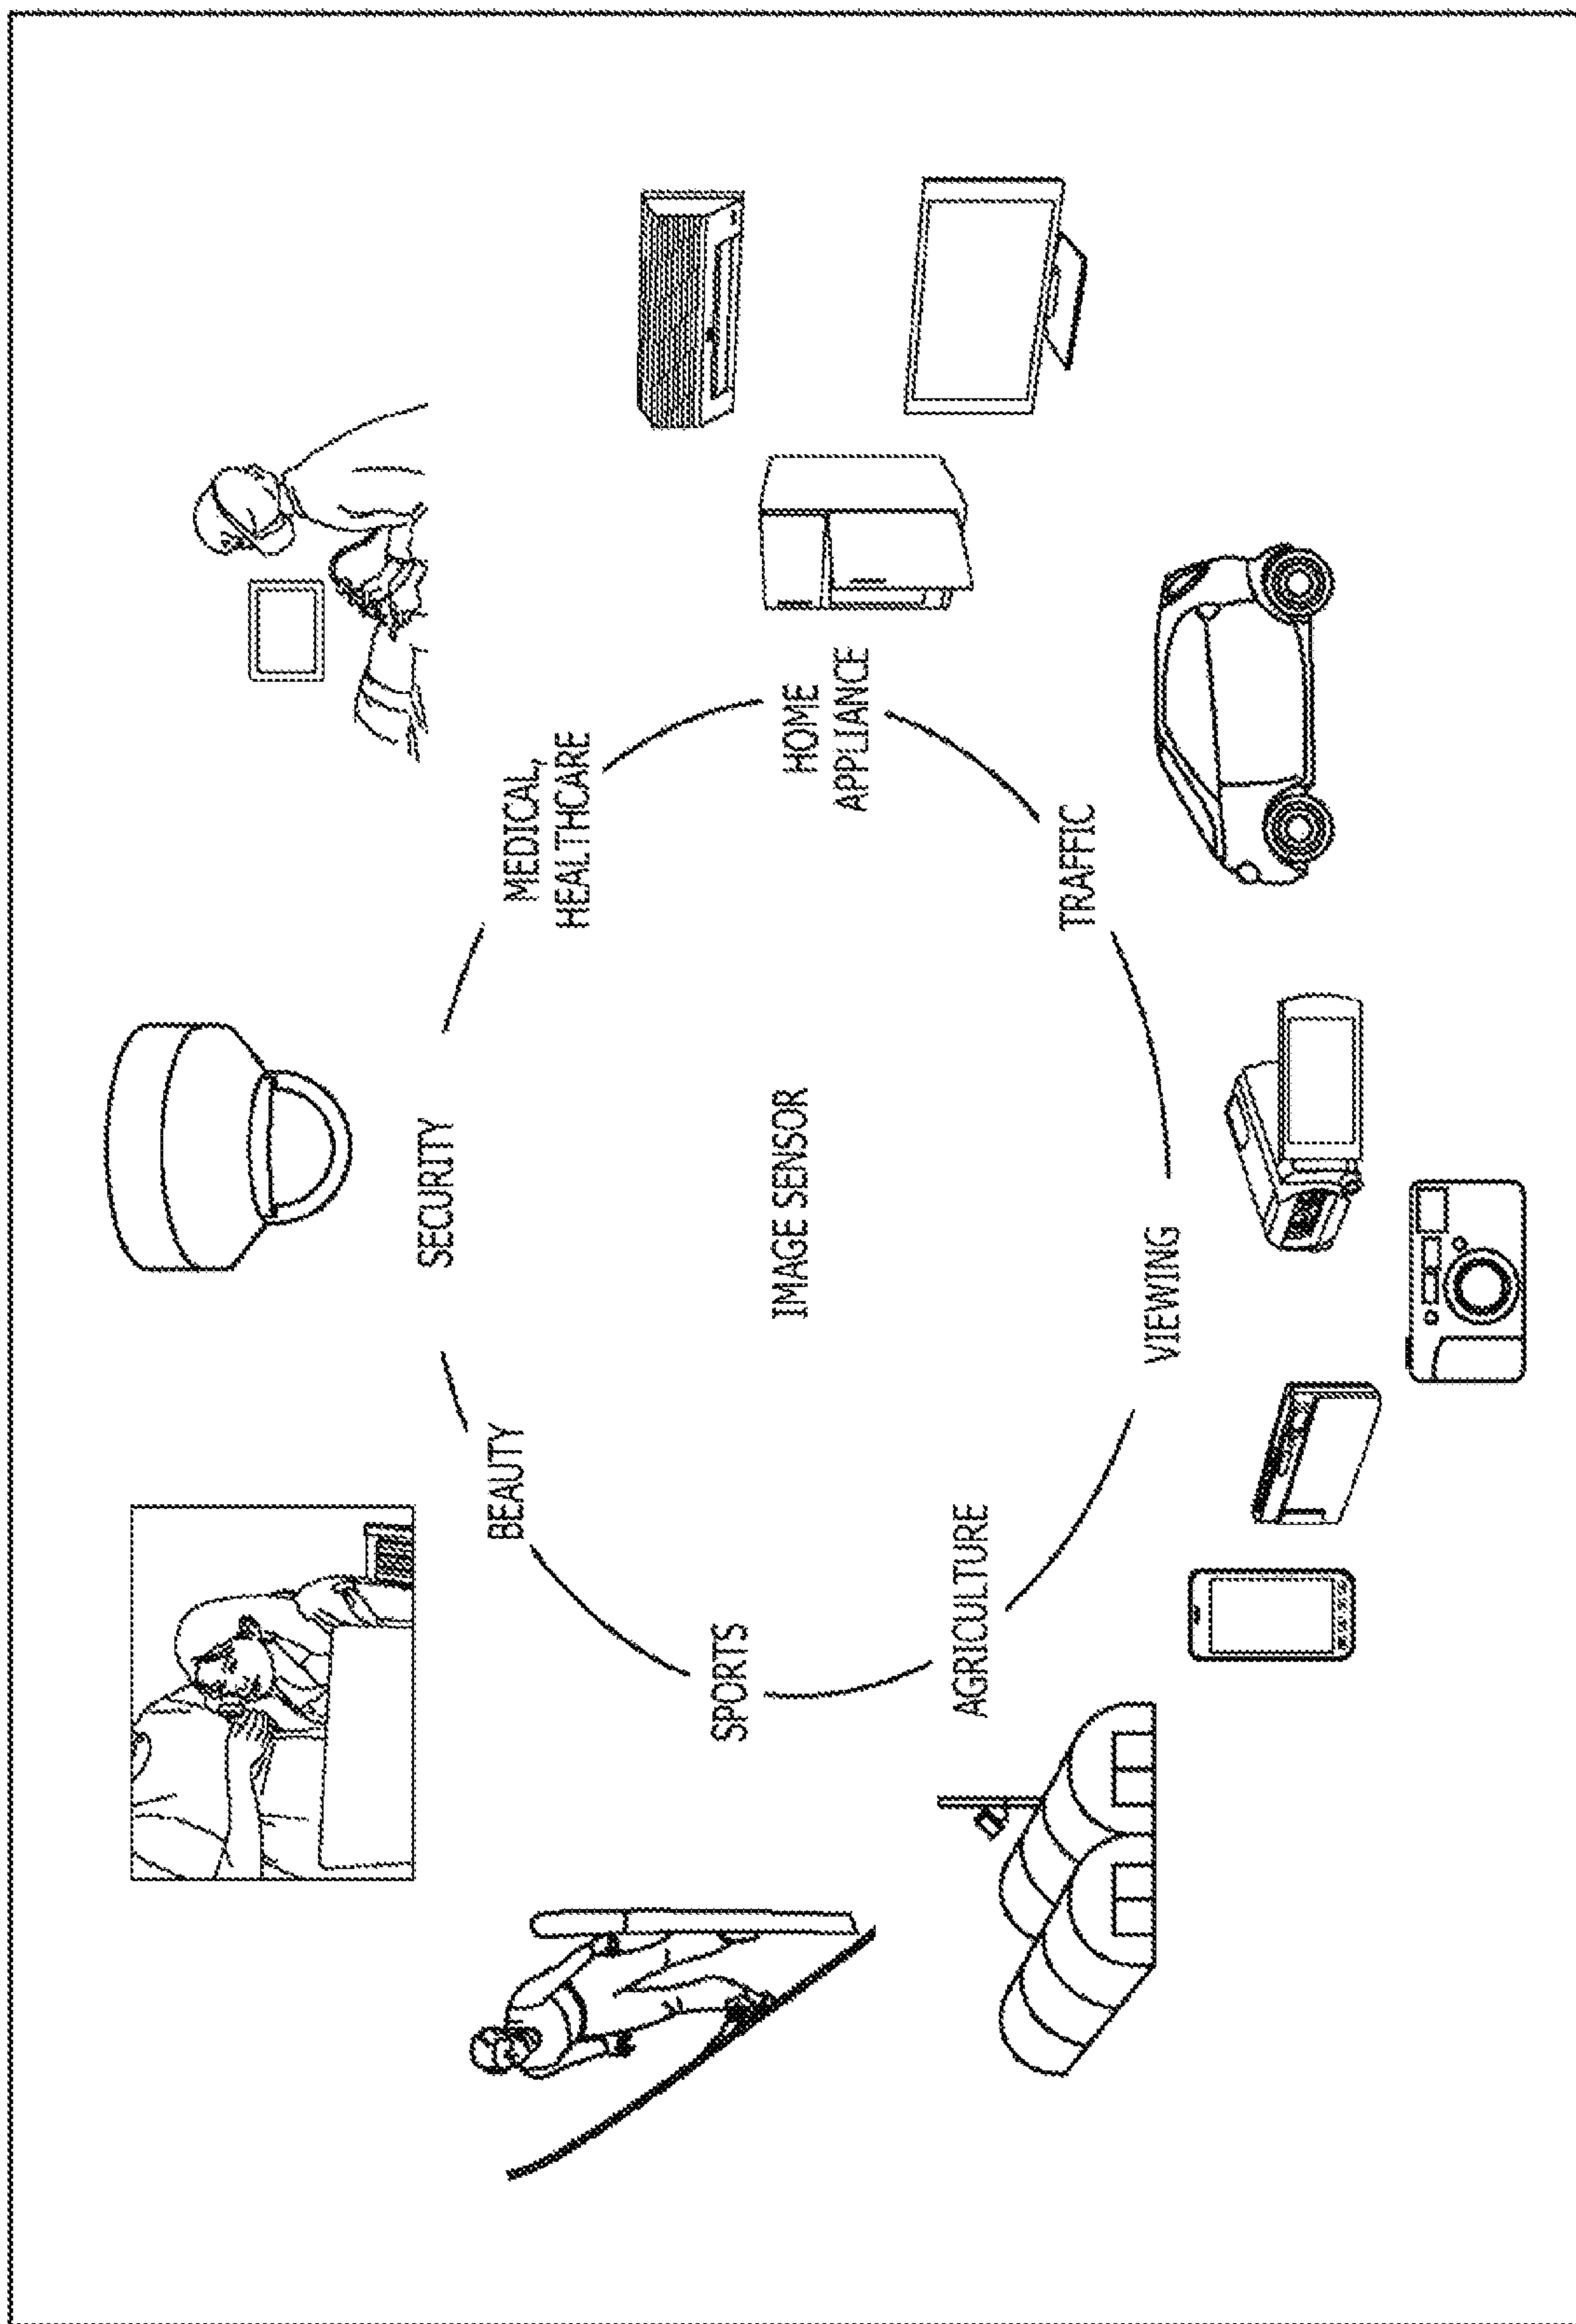 SECURITY
BEAUTY
MEDICAL,
HEALTHCARE
SPORTS
IMAGE SENSOR
HOME
APPLIANCE
AGRICULTURE
TRAFFIC
VIEWING